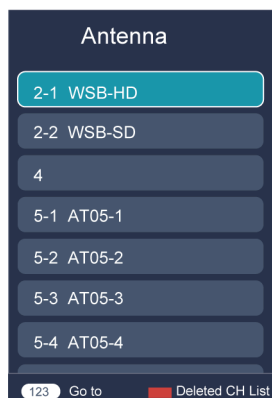 Antenna
2-1 WSB-HD
2-2 WSB-SD
4
5-1 AT05-1
5-2 AT05-2
5-3 AT05-3
5-4 AT05-4
123 Go to Deleted CH List